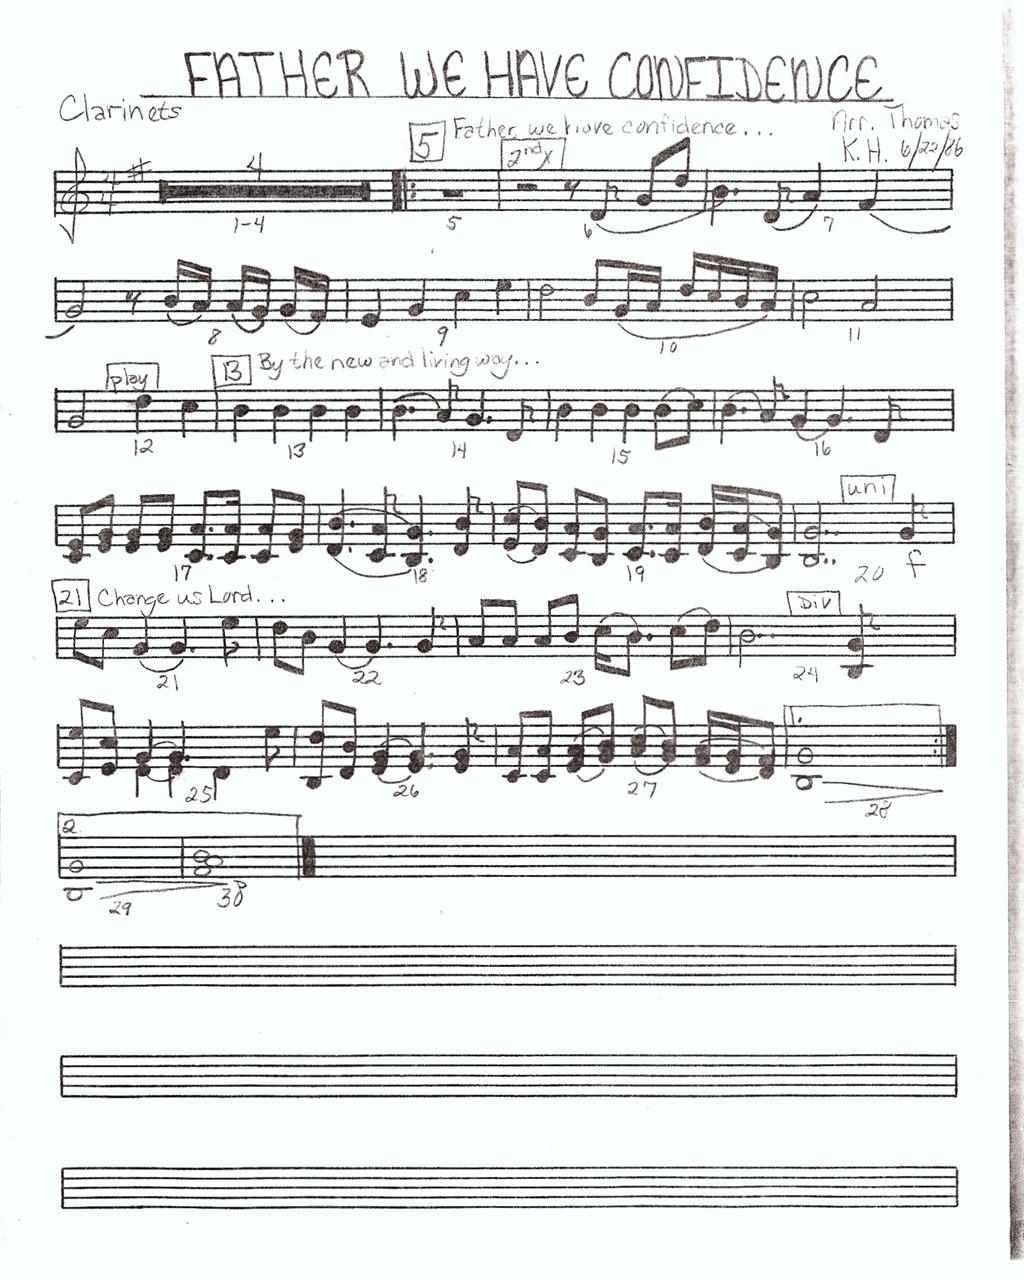 FATHER WE HAVE CONFIDENCE
Clarinets
Arr. Thomas
K. H. 6/22/86
5 Father, we have confidence...
2nd X
4
1-4 5 6 7
8 9 10 11
play 13 By the new and living way...
12 13 14 15 16
uni
17 18 19 20 f
21 Change us Lord...
Div
21 22 23 24
1.
25 26 27 28
2.
29 30